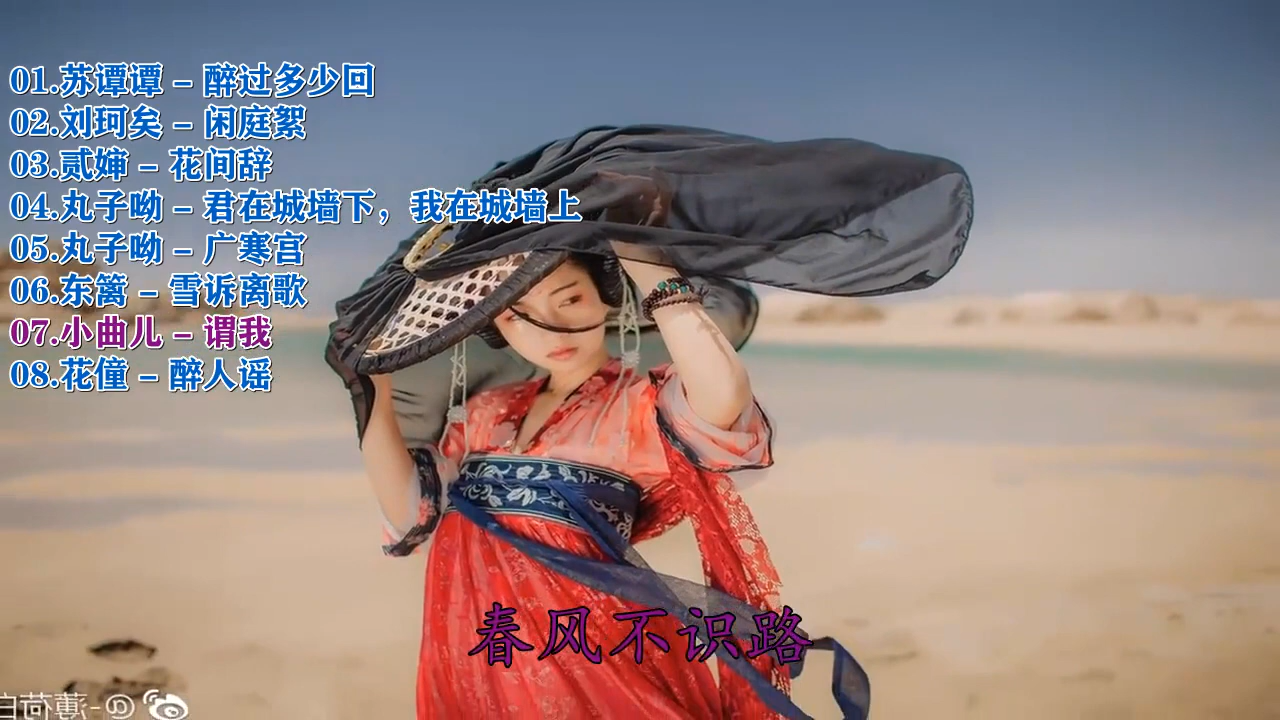 01.苏谭谭 – 醉过多少回
02.刘珂矣 – 闲庭絮
03.贰婶 – 花间辞
04.丸子呦 – 君在城墙下，我在城墙上
05.丸子呦 – 广寒宫
06.东篱 – 雪诉离歌
07.小曲儿 – 谓我
08.花僮 – 醉人谣
春风不识路